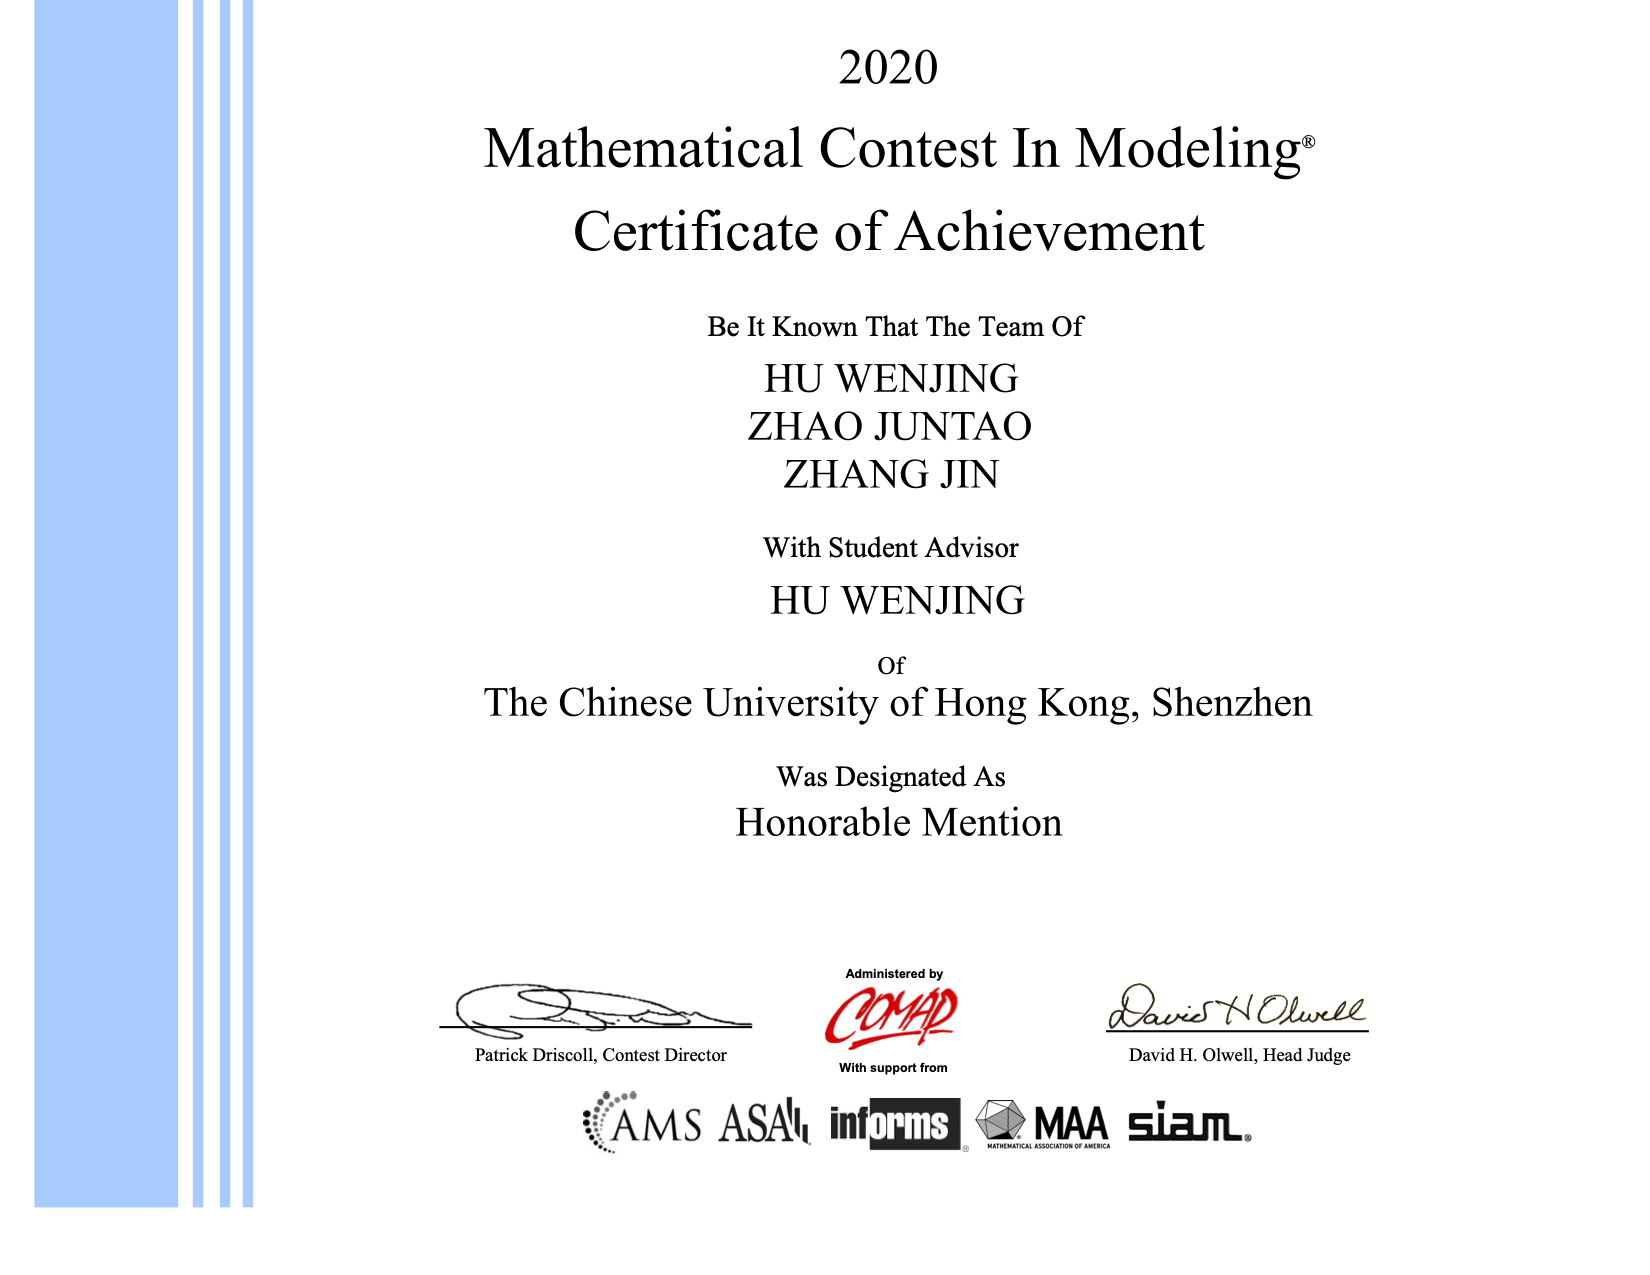 2020
Mathematical Contest In Modeling®
Certificate of Achievement
Be It Known That The Team Of
HU WENJING
ZHAO JUNTAO
ZHANG JIN
With Student Advisor
HU WENJING
Of
The Chinese University of Hong Kong, Shenzhen
Was Designated As
Honorable Mention
Administered by
COMAP
David H Olwell
Patrick Driscoll, Contest Director
David H. Olwell, Head Judge
With support from
AMS ASA informs® MAA siam®
MATHEMATICAL ASSOCIATION OF AMERICA